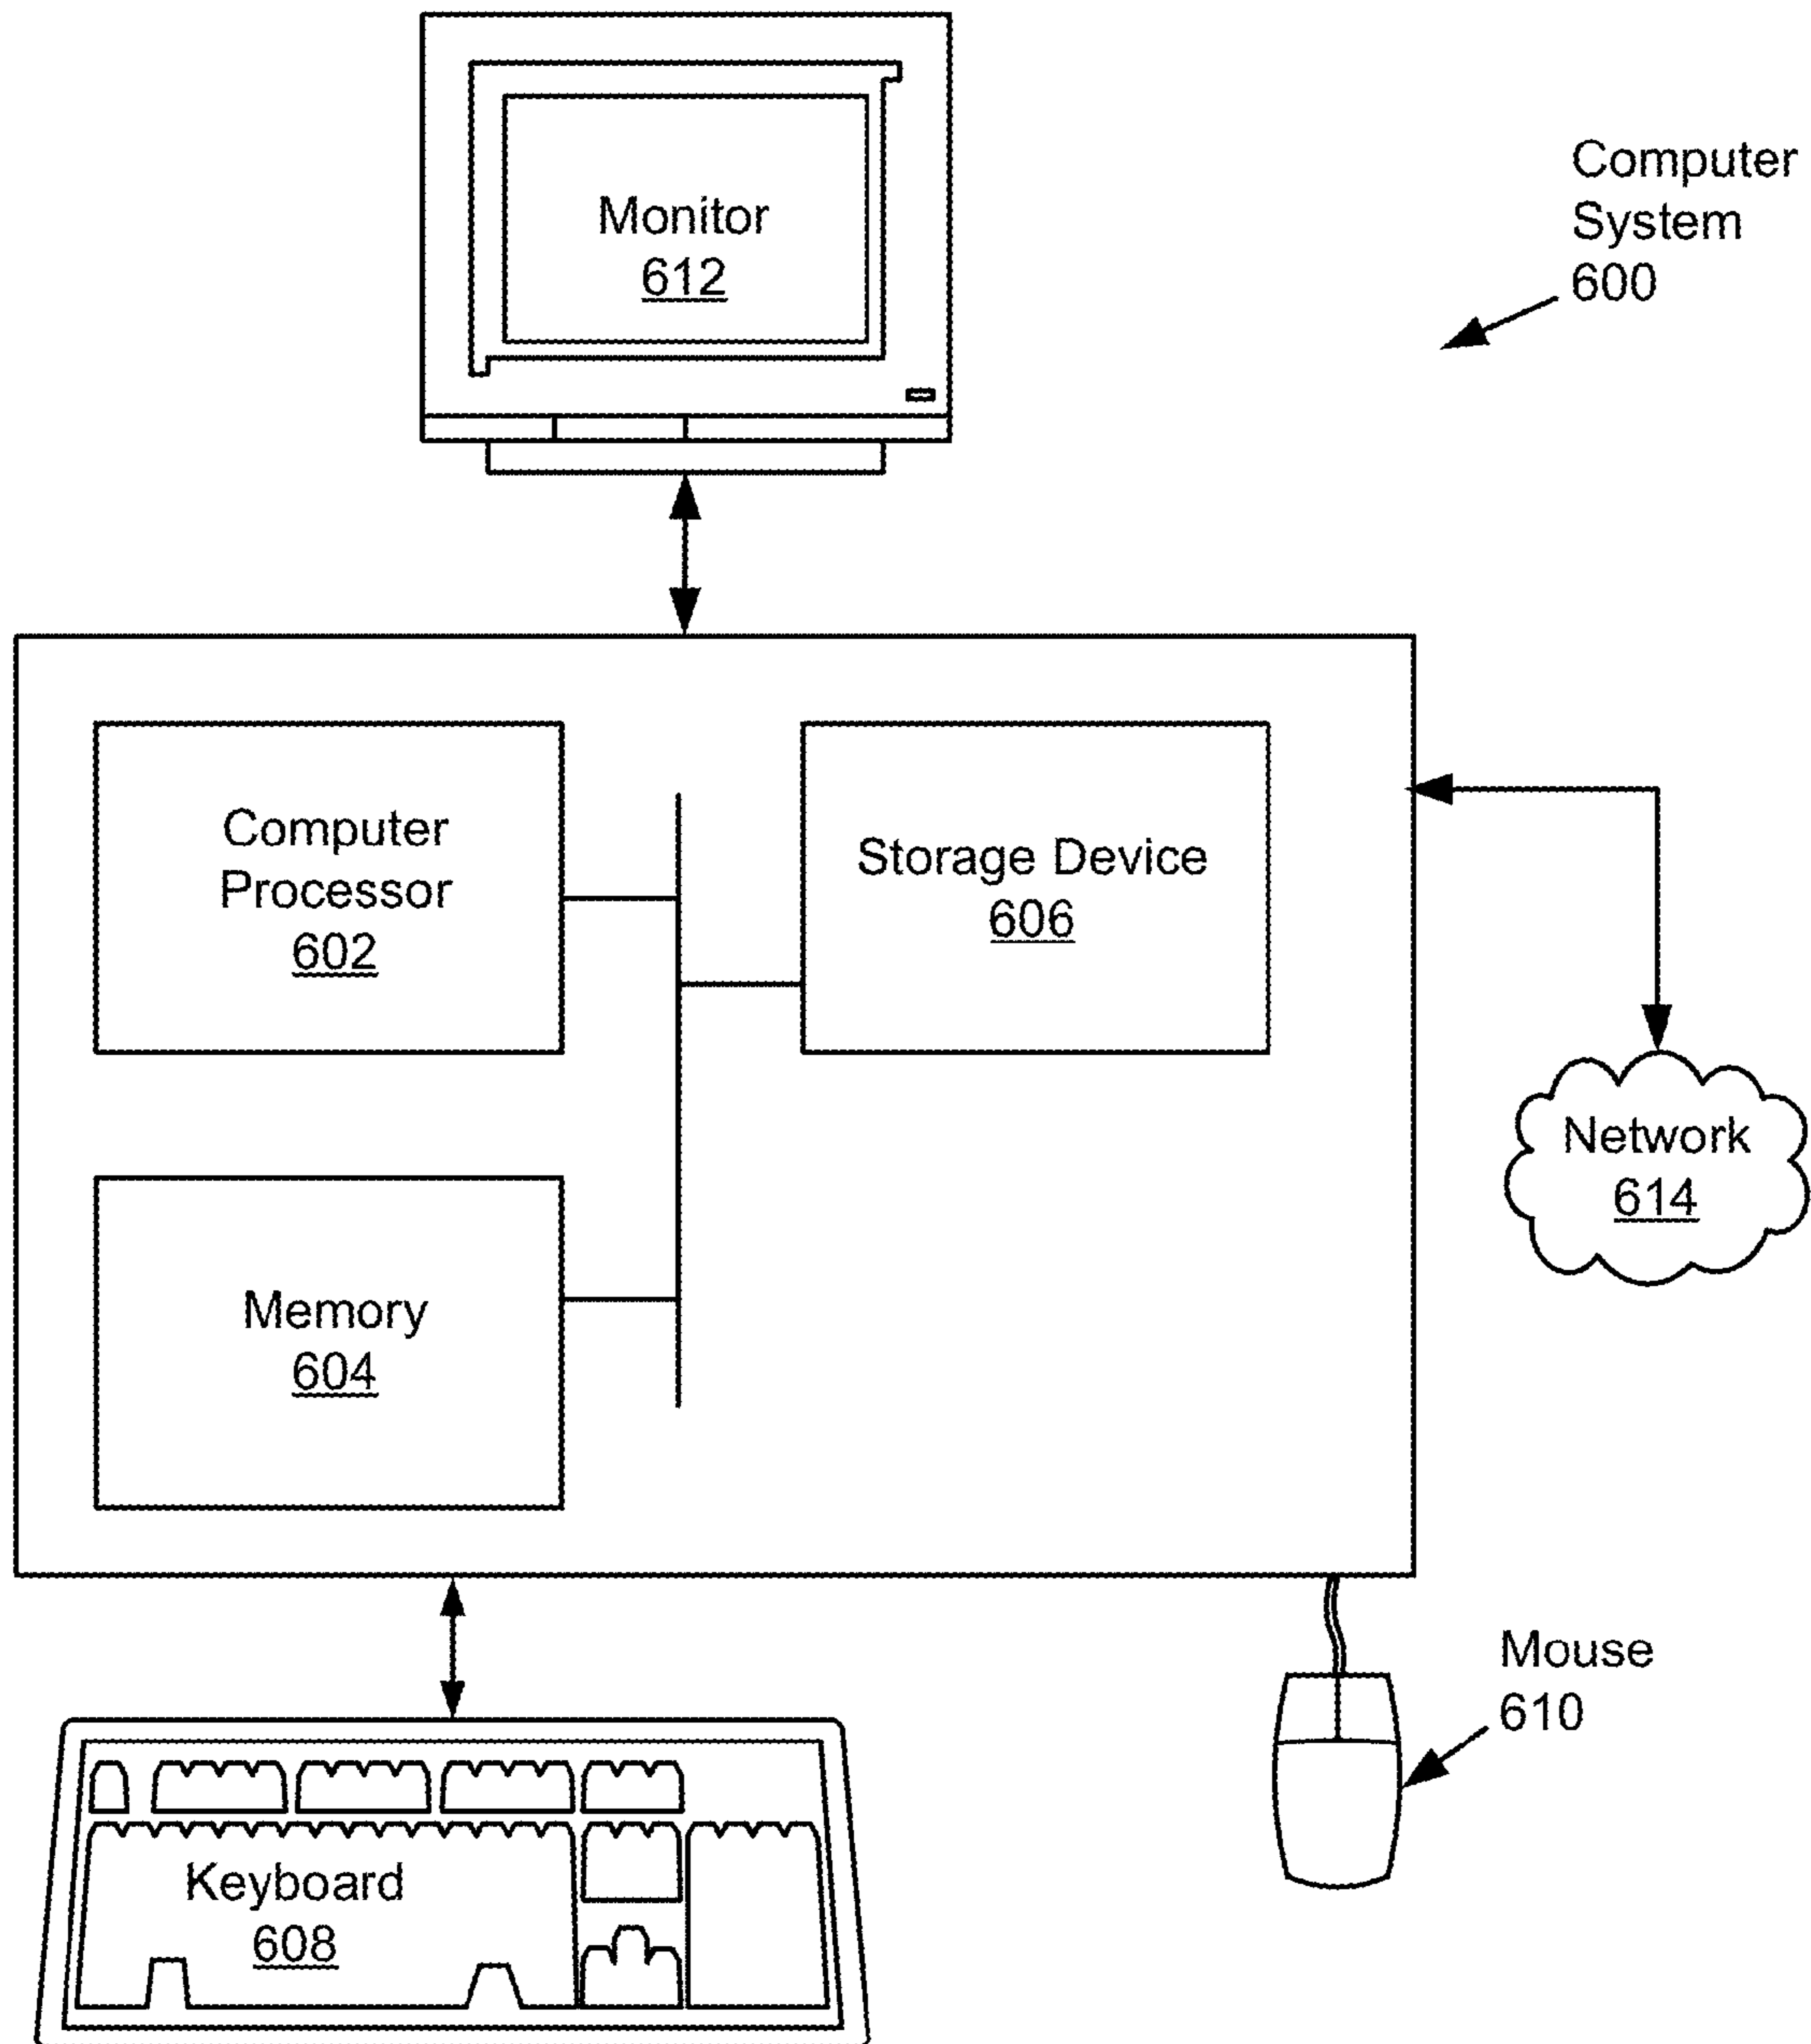 Monitor
612
Computer
System
600
Computer
Processor
602
Storage Device
606
Network
614
Memory
604
Mouse
610
Keyboard
608